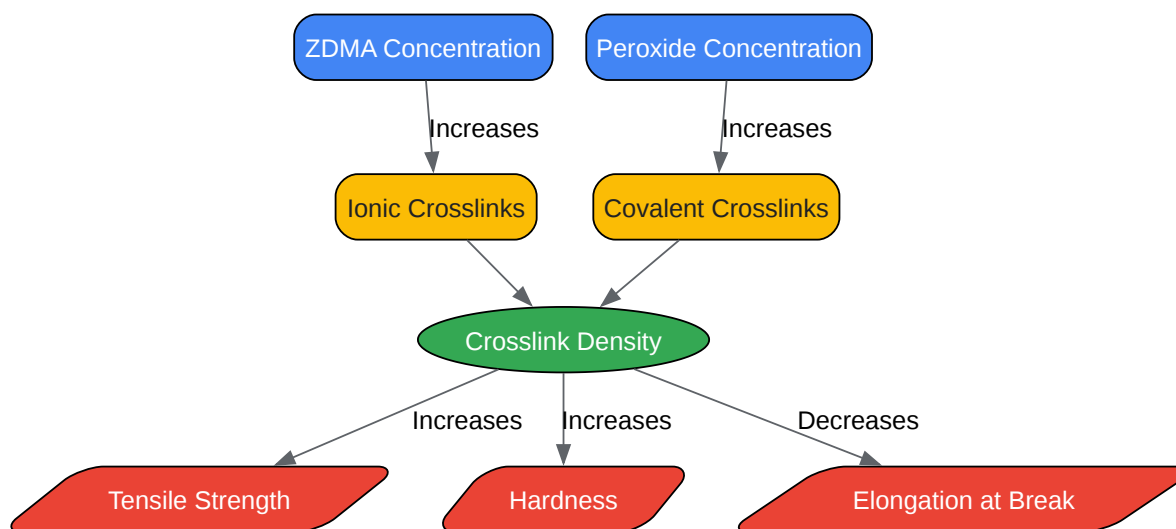 ZDMA Concentration
Peroxide Concentration
Increases
Increases
Ionic Crosslinks
Covalent Crosslinks
Crosslink Density
Increases
Increases
Decreases
Tensile Strength
Hardness
Elongation at Break